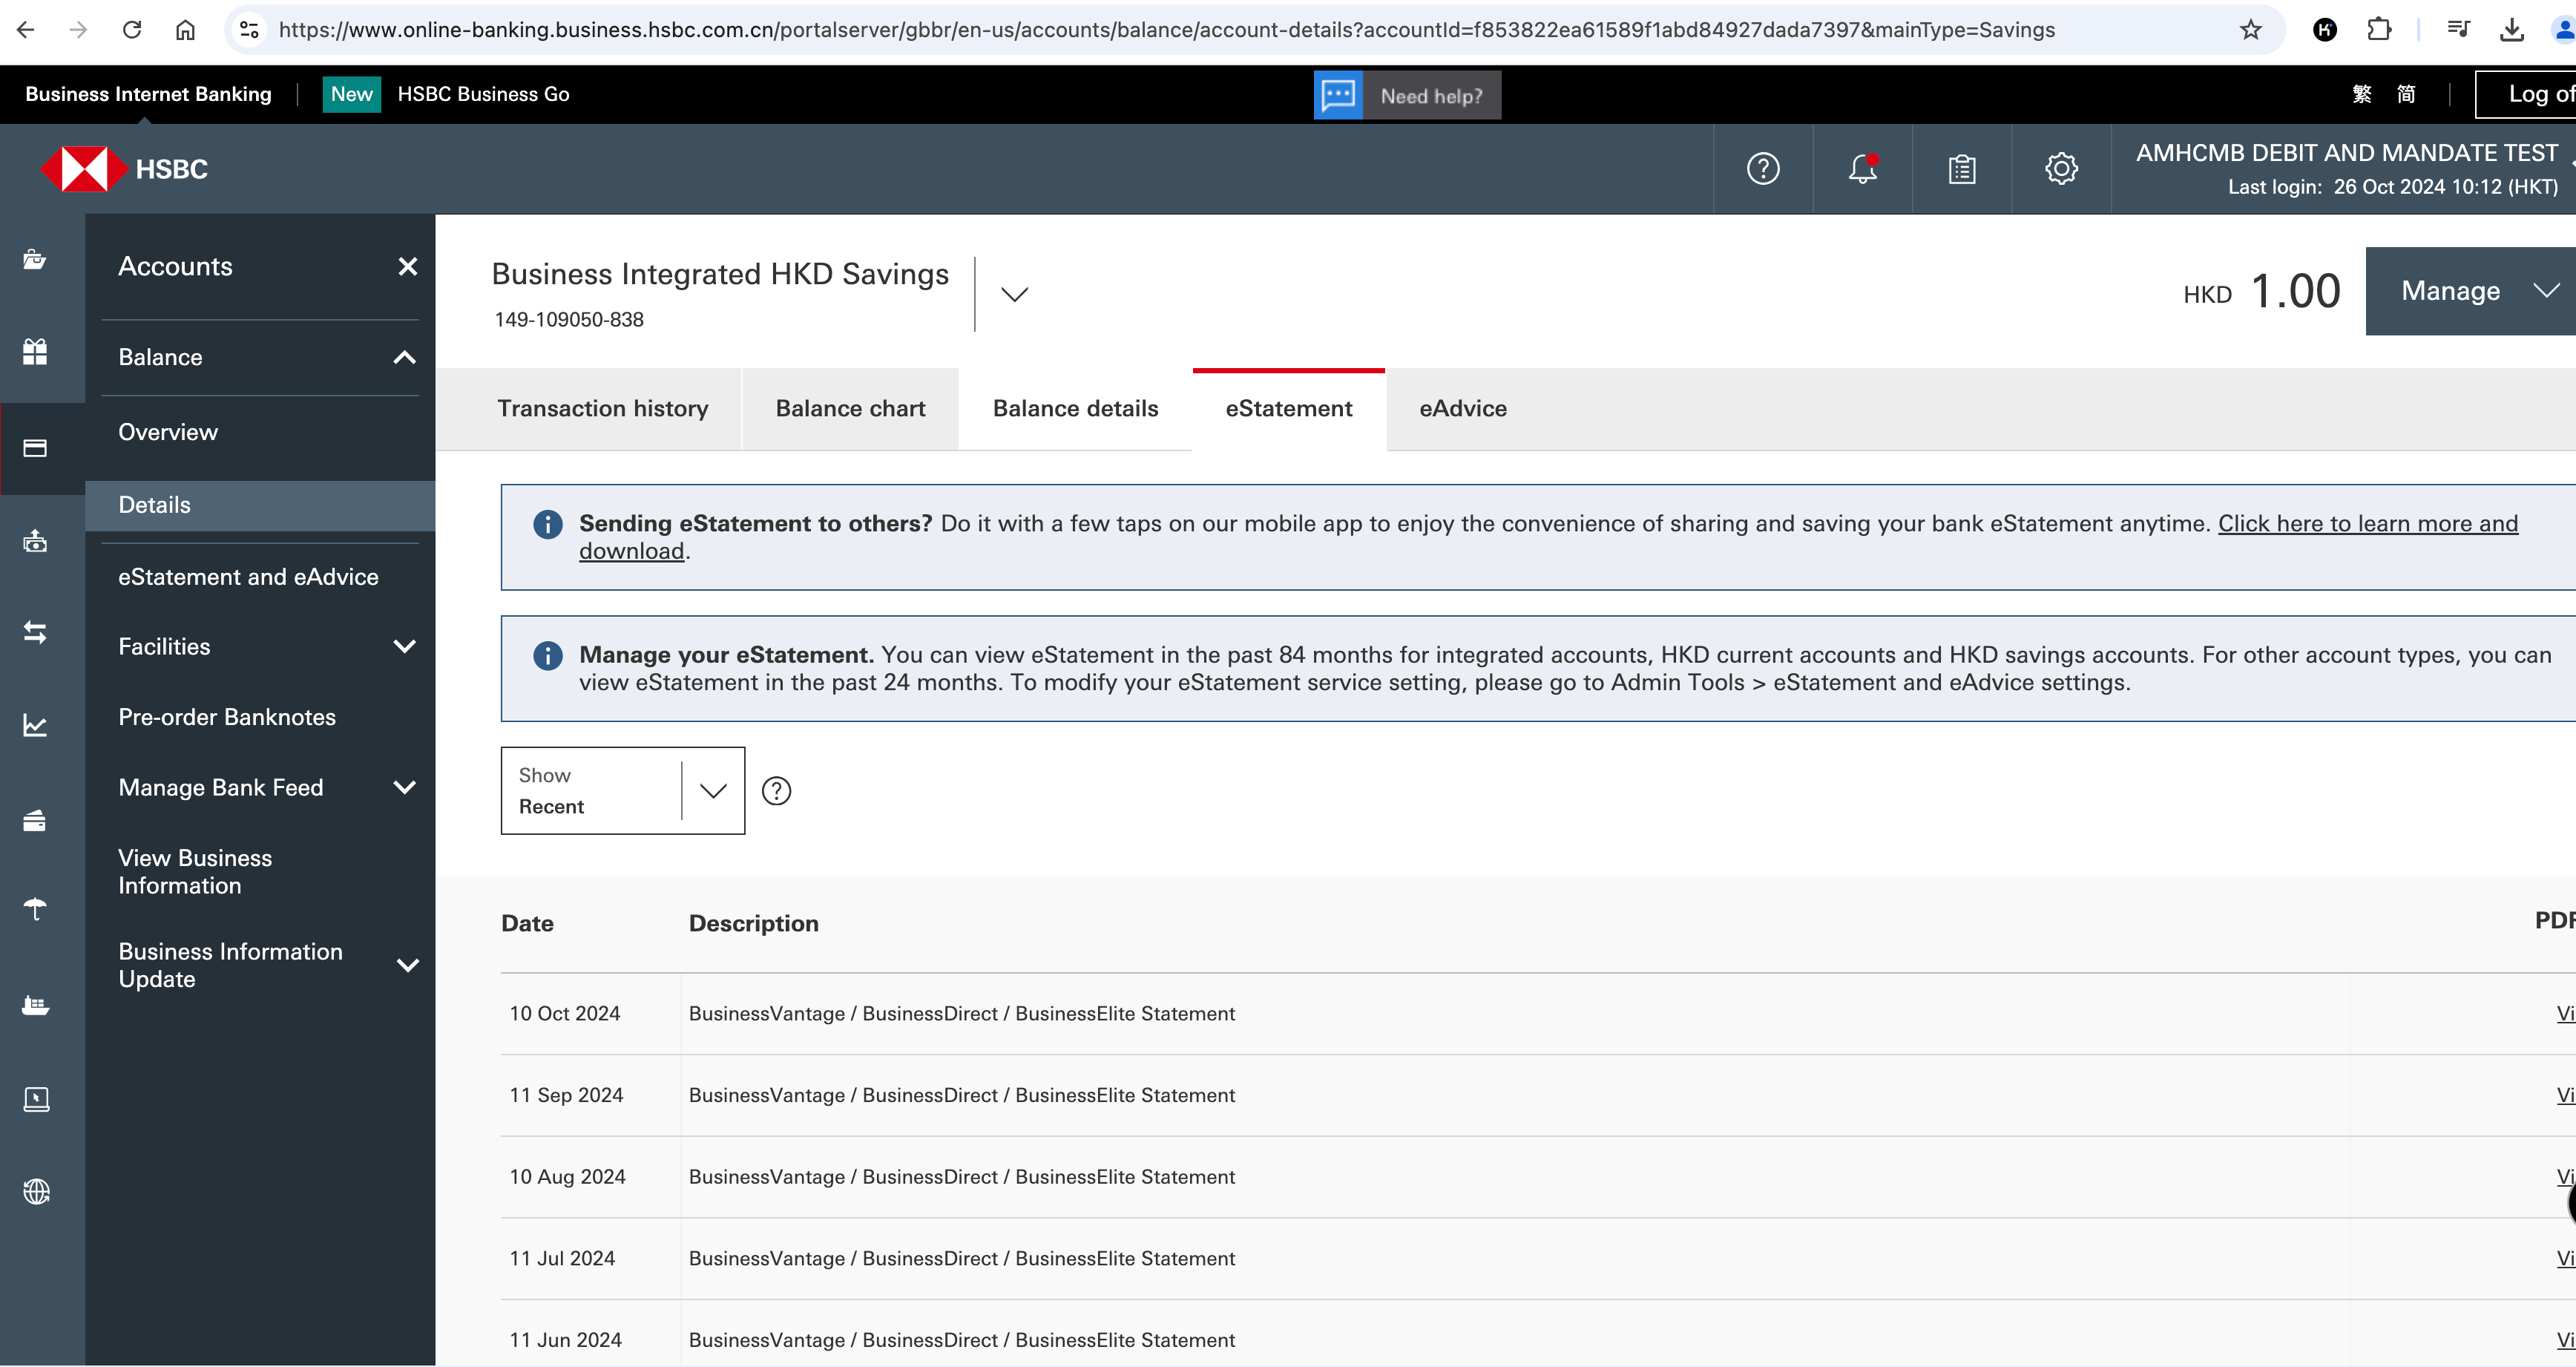 https://www.online-banking.business.hsbc.com.cn/portalserver/gbbr/en-us/accounts/balance/account-details?accountId=f853822ea61589f1abd84927dada7397&mainType=Savings
Business Internet Banking
New
HSBC Business Go
Need help?
繁 简
Log of
HSBC
AMHCMB DEBIT AND MANDATE TEST
Last login: 26 Oct 2024 10:12 (HKT)
Accounts
Balance
Overview
Details
eStatement and eAdvice
Facilities
Pre-order Banknotes
Manage Bank Feed
View Business
Information
Business Information
Update
Business Integrated HKD Savings
149-109050-838
HKD 1.00
Manage
Transaction history
Balance chart
Balance details
eStatement
eAdvice
Sending eStatement to others? Do it with a few taps on our mobile app to enjoy the convenience of sharing and saving your bank eStatement anytime. Click here to learn more and
download.
Manage your eStatement. You can view eStatement in the past 84 months for integrated accounts, HKD current accounts and HKD savings accounts. For other account types, you can
view eStatement in the past 24 months. To modify your eStatement service setting, please go to Admin Tools > eStatement and eAdvice settings.
Show
Recent
Date Description PDF
10 Oct 2024 BusinessVantage / BusinessDirect / BusinessElite Statement Vi
11 Sep 2024 BusinessVantage / BusinessDirect / BusinessElite Statement Vi
10 Aug 2024 BusinessVantage / BusinessDirect / BusinessElite Statement Vi
11 Jul 2024 BusinessVantage / BusinessDirect / BusinessElite Statement Vi
11 Jun 2024 BusinessVantage / BusinessDirect / BusinessElite Statement Vi